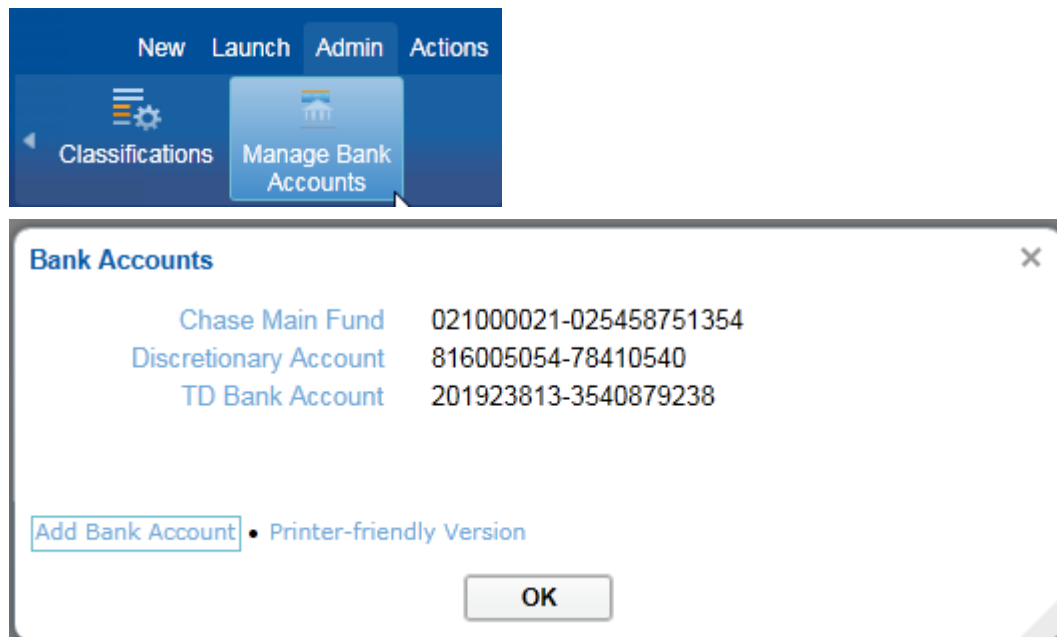 New Launch Admin Actions
Classifications
Manage Bank
Accounts
Bank Accounts
Chase Main Fund 021000021-025458751354
Discretionary Account 816005054-78410540
TD Bank Account 201923813-3540879238
Add Bank Account • Printer-friendly Version
OK